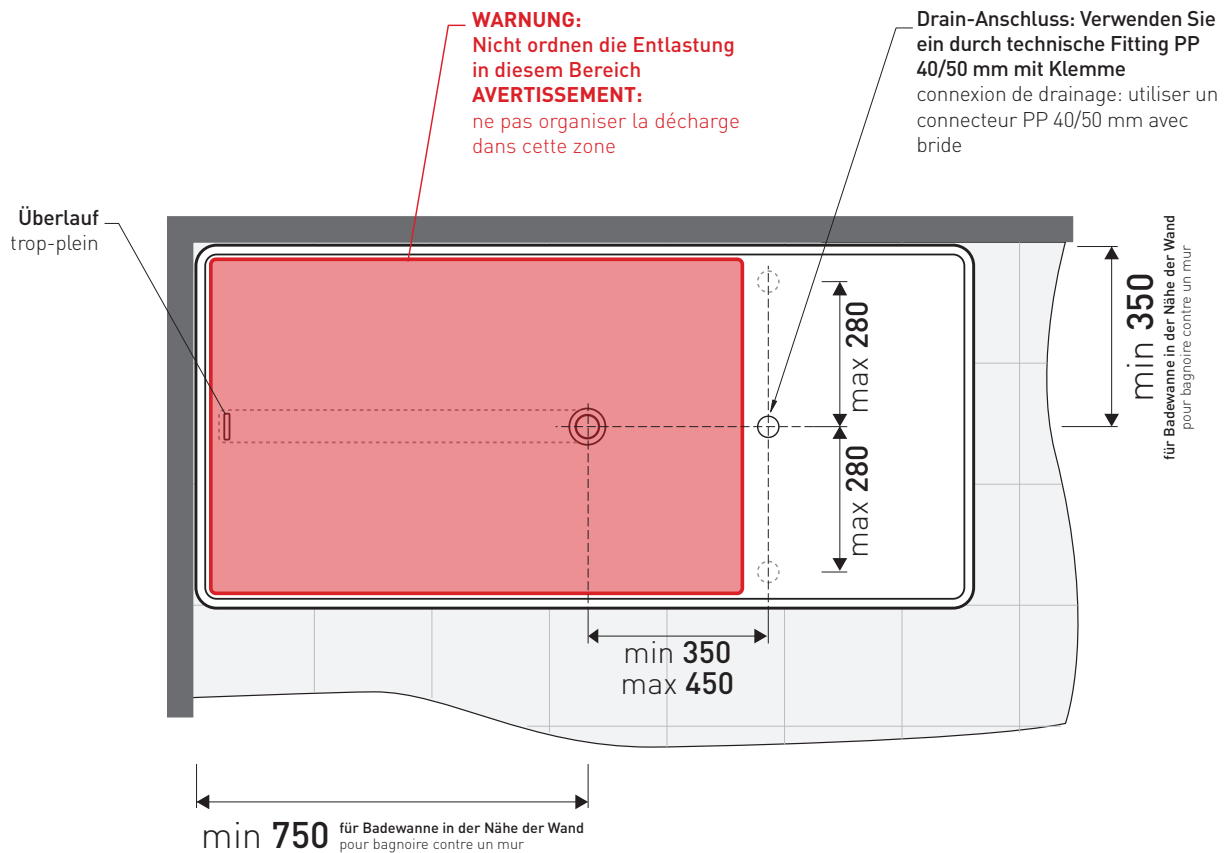 WARNUNG:
Nicht ordnen die Entlastung
in diesem Bereich
AVERTISSEMENT:
ne pas organiser la décharge
dans cette zone
Drain-Anschluss: Verwenden Sie
ein durch technische Fitting PP
40/50 mm mit Klemme
connexion de drainage: utiliser un
connecteur PP 40/50 mm avec
bride
Überlauf
trop-plein
max 280
max 280
min 350
für Badewanne in der Nähe der Wand
pour bagnoire contre un mur
min 350
max 450
min 750
für Badewanne in der Nähe der Wand
pour bagnoire contre un mur